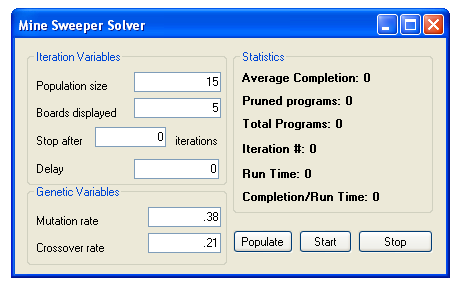 Mine Sweeper Solver
Iteration Variables
Population size 15
Boards displayed 5
Stop after 0 iterations
Delay 0
Genetic Variables
Mutation rate .38
Crossover rate .21
Statistics
Average Completion: 0
Pruned programs: 0
Total Programs: 0
Iteration #: 0
Run Time: 0
Completion/Run Time: 0
Populate Start Stop